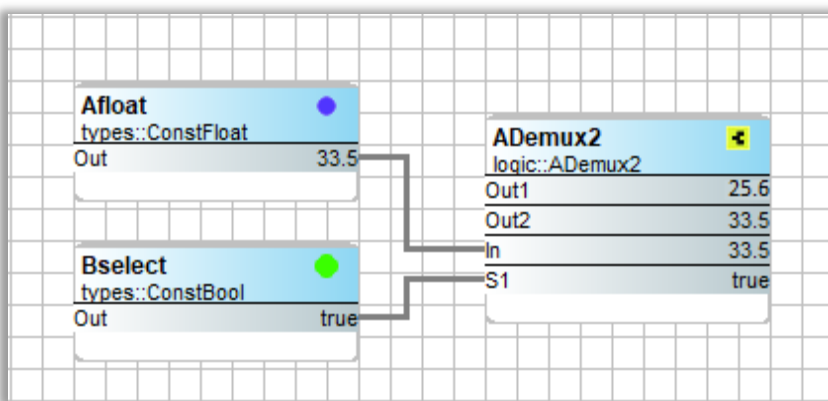 Afloat
types::ConstFloat
Out 33.5
Bselect
types::ConstBool
Out true
ADemux2
logic::ADemux2
Out1 25.6
Out2 33.5
In 33.5
S1 true